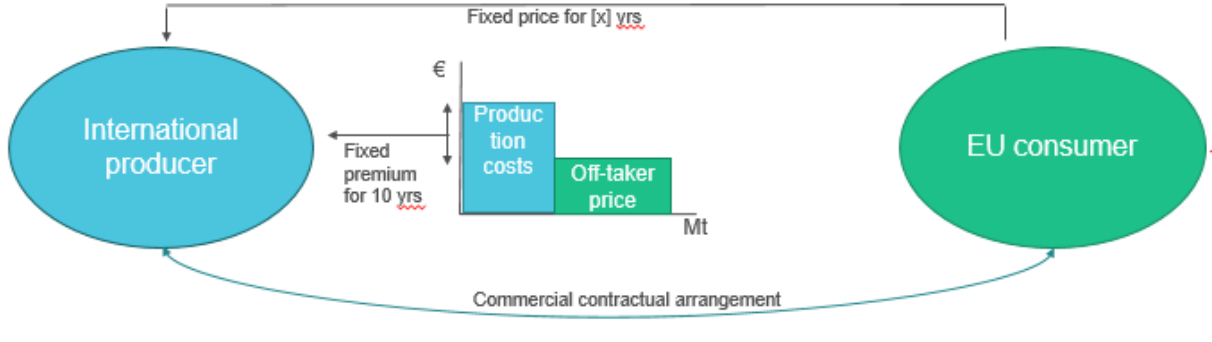 Fixed price for [x] yrs
€
International
producer
Produc
tion
costs
Fixed
premium
for 10 yrs
Off-taker
price
Mt
EU consumer
Commercial contractual arrangement